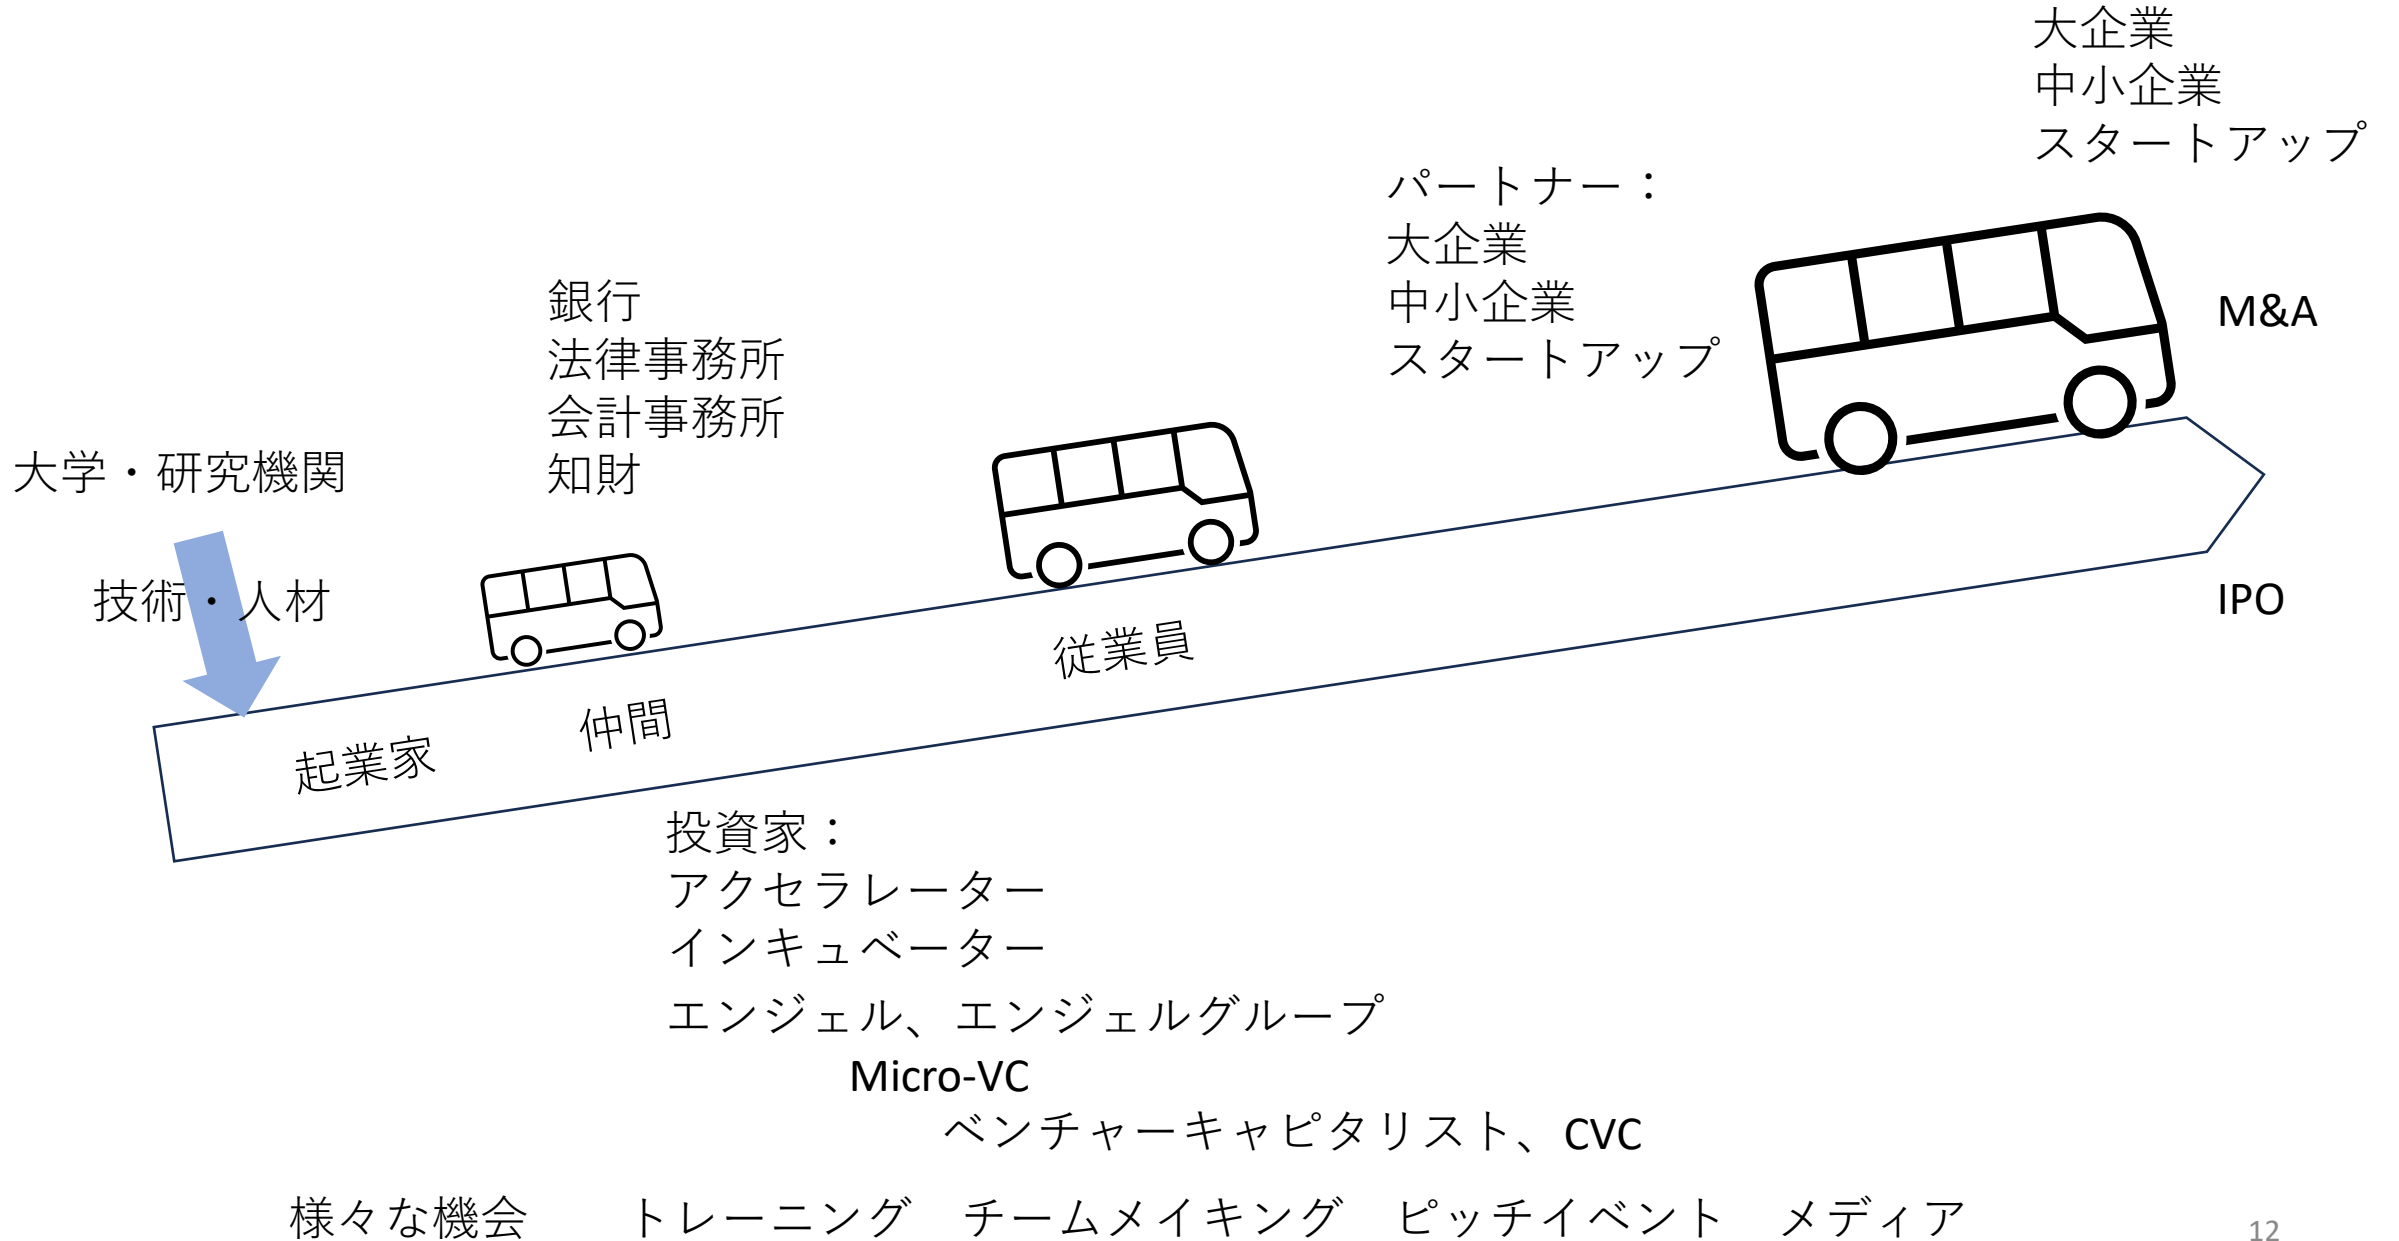 大企業
中小企業
スタートアップ
パートナー：
大企業
中小企業
スタートアップ
M&A
銀行
法律事務所
会計事務所
知財
大学・研究機関
技術・人材
IPO
従業員
仲間
起業家
投資家：
アクセラレーター
インキュベーター
エンジェル、エンジェルグループ
Micro-VC
ベンチャーキャピタリスト、CVC
様々な機会　　トレーニング　チームメイキング　ピッチイベント　メディア
12